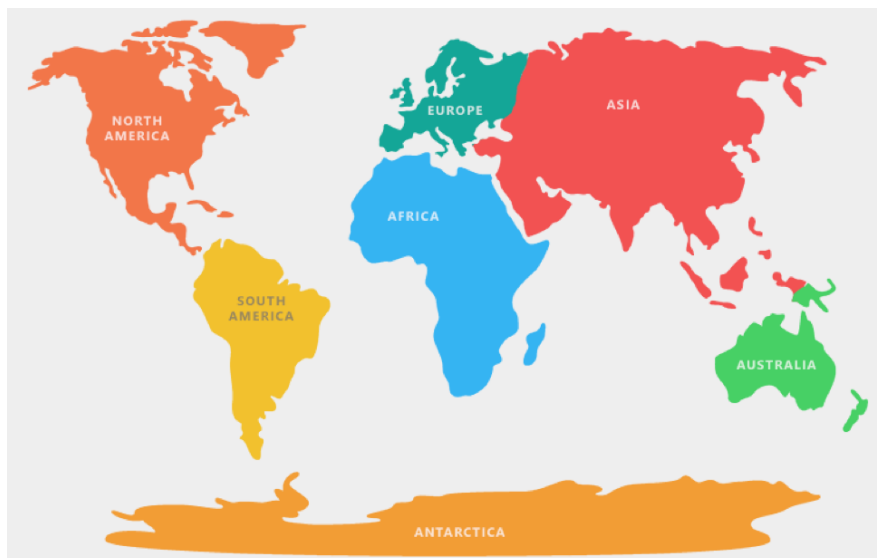 NORTH
AMERICA
EUROPE
ASIA
AFRICA
SOUTH
AMERICA
AUSTRALIA
ANTARCTICA